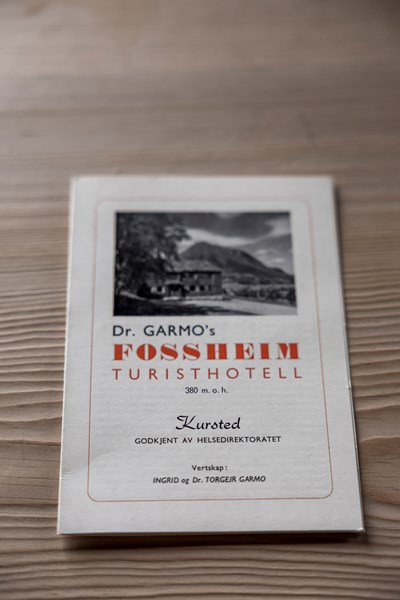 Dr. GARMO's
FOSSHEIM
TURISTHOTELL
380 m. o. h.
Kursted
GODKJENT AV HELSEDIREKTORATET
Vertskap:
INGRID og Dr. TORGEIR GARMO